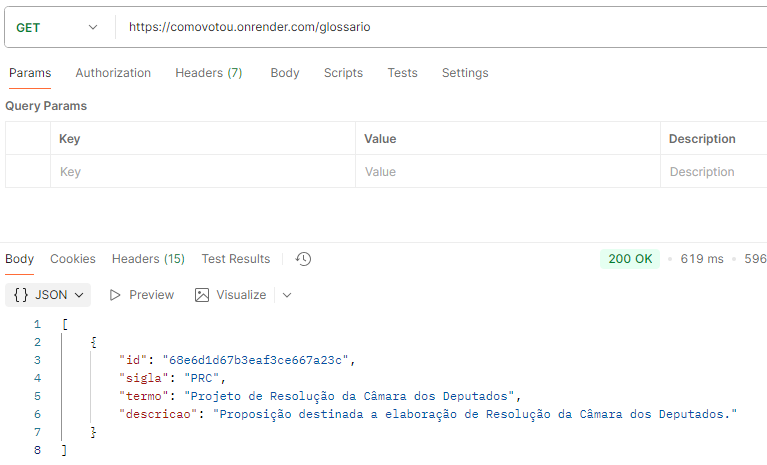 GET https://comovotou.onrender.com/glossario
Params Authorization Headers (7) Body Scripts Tests Settings
Query Params
Key Value Description
Key Value Description
Body Cookies Headers (15) Test Results 200 OK • 619 ms • 596
{} JSON Preview Visualize
1 [
2 {
3 "id": "68e6d1d67b3eaf3ce667a23c",
4 "sigla": "PRC",
5 "termo": "Projeto de Resolução da Câmara dos Deputados",
6 "descricao": "Proposição destinada a elaboração de Resolução da Câmara dos Deputados."
7 }
8 ]